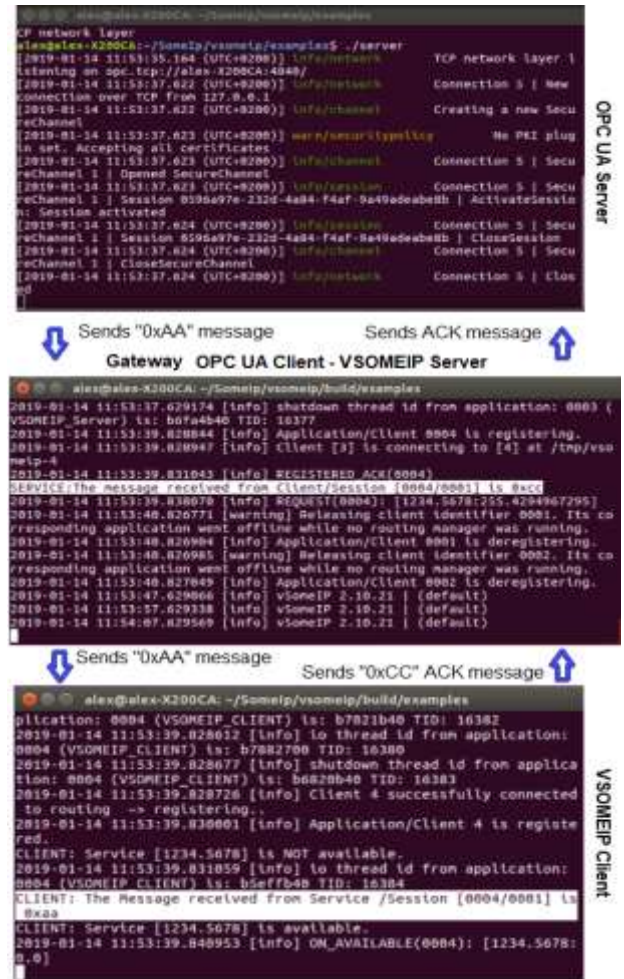 CP network layer
alex@alex-X200CA:~/SomeIp/vsomeip/examples$ ./server
[2019-01-14 11:53:35.164 (UTC+0200)] info/network TCP network layer l
istening on opc.tcp://alex-X200CA:4840/
[2019-01-14 11:53:37.622 (UTC+0200)] info/network Connection 5 | New
connection over TCP from 127.0.0.1
[2019-01-14 11:53:37.623 (UTC+0200)] info/channel Creating a new Secu
reChannel
[2019-01-14 11:53:37.623 (UTC+0200)] warn/securitypolicy No PKI plug
in set. Accepting all certificates
[2019-01-14 11:53:37.623 (UTC+0200)] info/channel Connection 5 | Secu
reChannel 1 | Opened SecureChannel
[2019-01-14 11:53:37.623 (UTC+0200)] info/session Connection 5 | Secu
reChannel 1 | Session | ActivateSessio
n: Session activated
[2019-01-14 11:53:37.624 (UTC+0200)] info/session Connection 5 | Secu
reChannel 1 | Session | CloseSession
[2019-01-14 11:53:37.624 (UTC+0200)] info/channel Connection 5 | Secu
reChannel 1 | CloseSecureChannel
[2019-01-14 11:53:37.624 (UTC+0200)] info/network Connection 5 | Clos
ed
OPC UA Server
Sends "0xAA" message
Sends ACK message
Gateway OPC UA Client - VSOMEIP Server
alex@alex-X200CA: ~/Someip/vsomeip/build/examples
2019-01-14 11:53:37.629174 [info] shutdown thread id from application: 0003 (
VSOMEIP_Server) is: b6fa4b40 TID: 16377
2019-01-14 11:53:39.828844 [info] Application/Client 0004 is registering.
2019-01-14 11:53:39.828947 [info] Client [3] is connecting to [4] at /tmp/vso
meip-4
2019-01-14 11:53:39.831043 [info] REGISTERED_ACK(0004)
SERVICE:The message received from Client/Session [0004/0001] is 0xcc
2019-01-14 11:53:39.838070 [info] REQUEST(0004): [1234.5678:255.4294967295]
2019-01-14 11:53:40.826771 [warning] Releasing client identifier 0001. Its co
rresponding application went offline while no routing manager was running.
2019-01-14 11:53:40.826904 [info] Application/Client 0001 is deregistering.
2019-01-14 11:53:40.826985 [warning] Releasing client identifier 0002. Its co
rresponding application went offline while no routing manager was running.
2019-01-14 11:53:40.827049 [info] Application/Client 0002 is deregistering.
2019-01-14 11:53:47.629066 [info] vSomeIP 2.10.21 | (default)
2019-01-14 11:53:57.629338 [info] vSomeIP 2.10.21 | (default)
2019-01-14 11:54:07.629569 [info] vSomeIP 2.10.21 | (default)
Sends "0xAA" message
Sends "0xCC" ACK message
alex@alex-X200CA: ~/Someip/vsomeip/build/examples
plication: 0004 (VSOMEIP_CLIENT) is: b7021b40 TID: 16382
2019-01-14 11:53:39.828612 [info] io thread id from application:
0004 (VSOMEIP_CLIENT) is: b7082700 TID: 16380
2019-01-14 11:53:39.828677 [info] shutdown thread id from applica
tion: 0004 (VSOMEIP_CLIENT) is: b6820b40 TID: 16383
2019-01-14 11:53:39.828726 [info] Client 4 successfully connected
to routing ~> registering..
2019-01-14 11:53:39.830001 [info] Application/Client 4 is registe
red.
CLIENT: Service [1234.5678] is NOT available.
2019-01-14 11:53:39.831059 [info] io thread id from application:
0004 (VSOMEIP_CLIENT) is: b5effb40 TID: 16384
CLIENT: The Message received from Service /Session [0004/0001] is
0xaa
CLIENT: Service [1234.5678] is available.
2019-01-14 11:53:39.840953 [info] ON_AVAILABLE(0004): [1234.5678:
0.0]
VSOMEIP Client